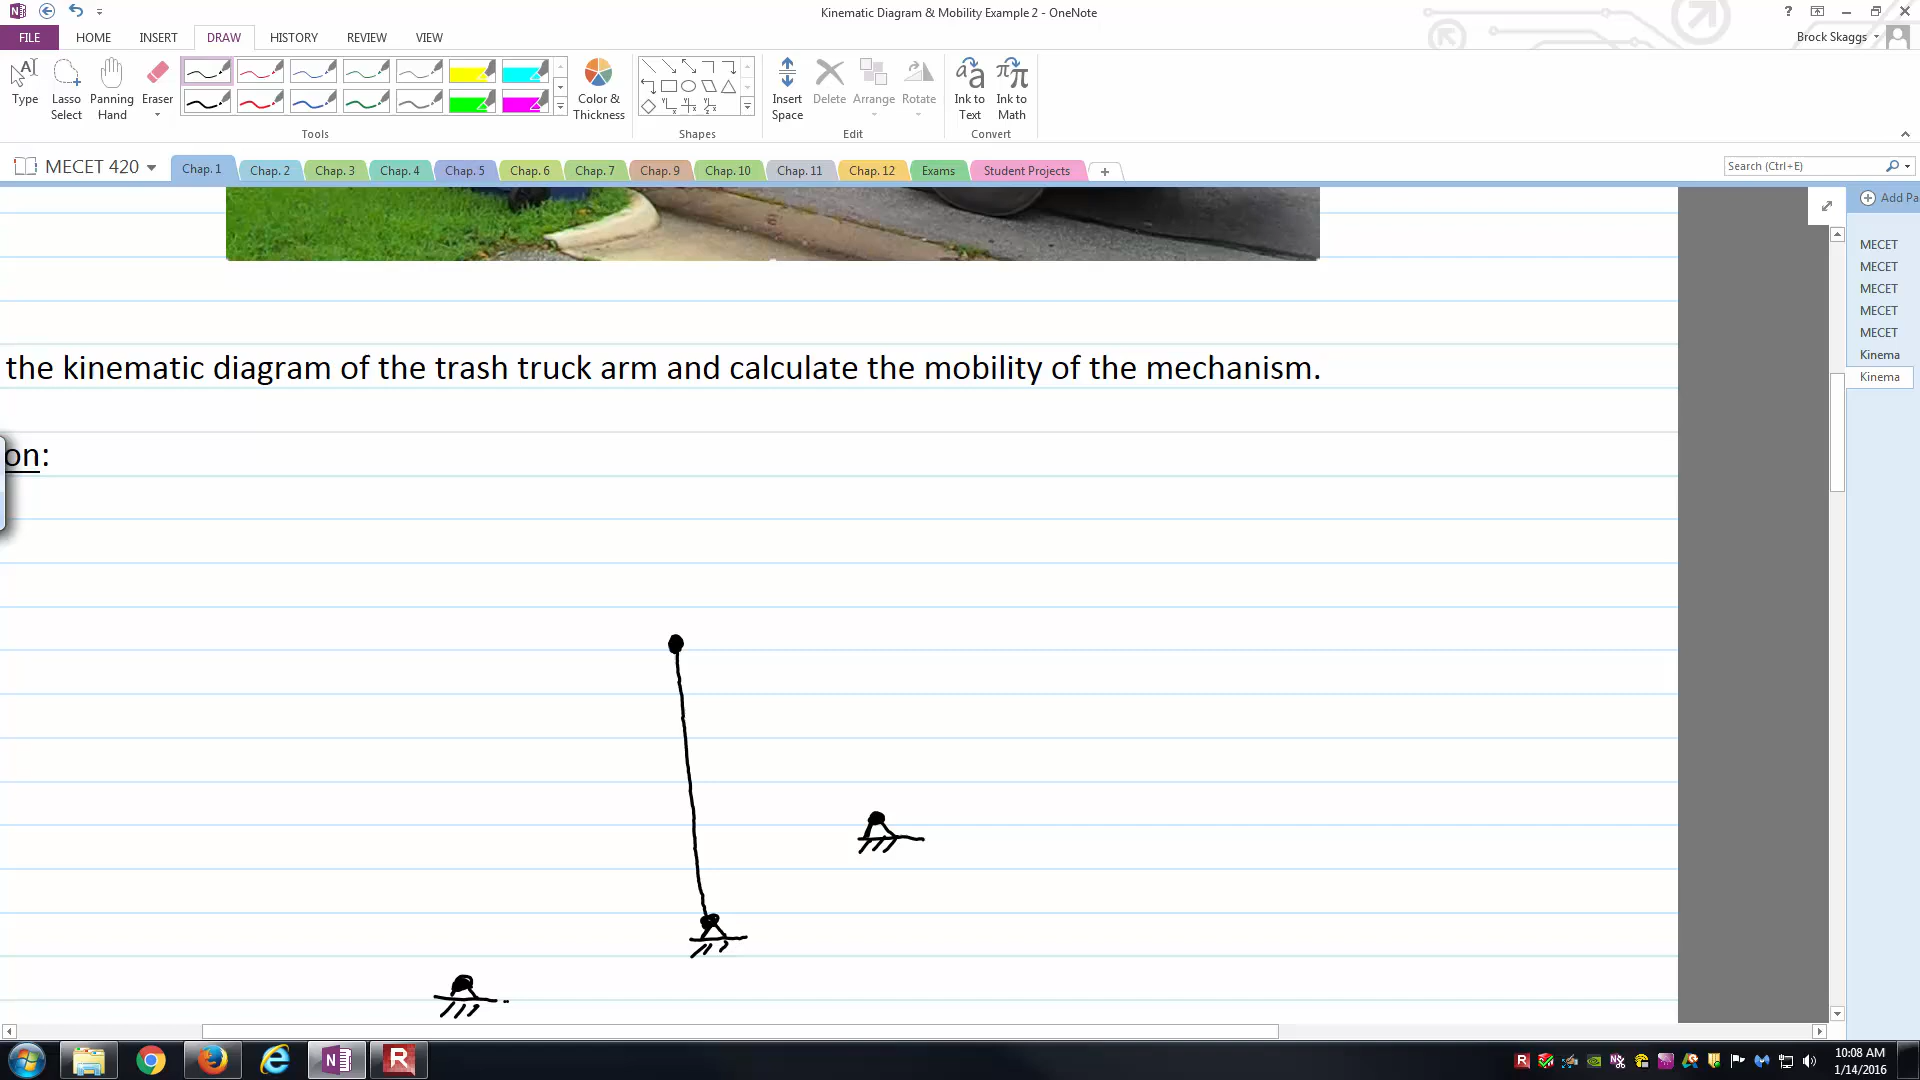 Kinematic Diagram & Mobility Example 2 - OneNote
FILE HOME INSERT DRAW HISTORY REVIEW VIEW
Brock Skaggs
Type
Lasso Select
Panning Hand
Eraser
Color & Thickness
Insert Space
Delete
Arrange
Rotate
Ink to Text
Ink to Math
Tools
Shapes
Edit
Convert
MECET 420
Chap. 1 Chap. 2 Chap. 3 Chap. 4 Chap. 5 Chap. 6 Chap. 7 Chap. 9 Chap. 10 Chap. 11 Chap. 12 Exams Student Projects
Search (Ctrl+E)
Add Pa
MECET
MECET
MECET
MECET
MECET
Kinema
Kinema
the kinematic diagram of the trash truck arm and calculate the mobility of the mechanism.
on:
10:08 AM
1/14/2016